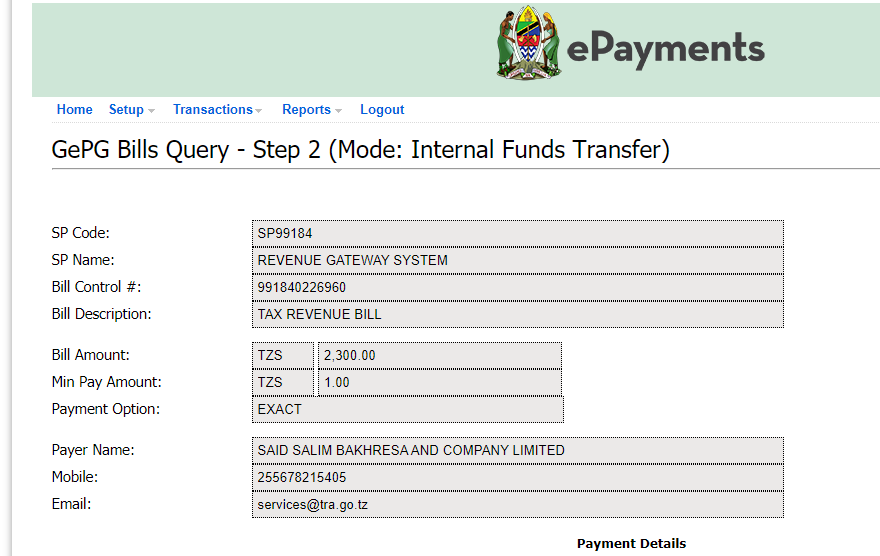 ePayments
Home Setup Transactions Reports Logout
GePG Bills Query - Step 2 (Mode: Internal Funds Transfer)
SP Code: SP99184
SP Name: REVENUE GATEWAY SYSTEM
Bill Control #: 991840226960
Bill Description: TAX REVENUE BILL
Bill Amount: TZS 2,300.00
Min Pay Amount: TZS 1.00
Payment Option: EXACT
Payer Name: SAID SALIM BAKHRESA AND COMPANY LIMITED
Mobile: 255678215405
Email: services@tra.go.tz
Payment Details